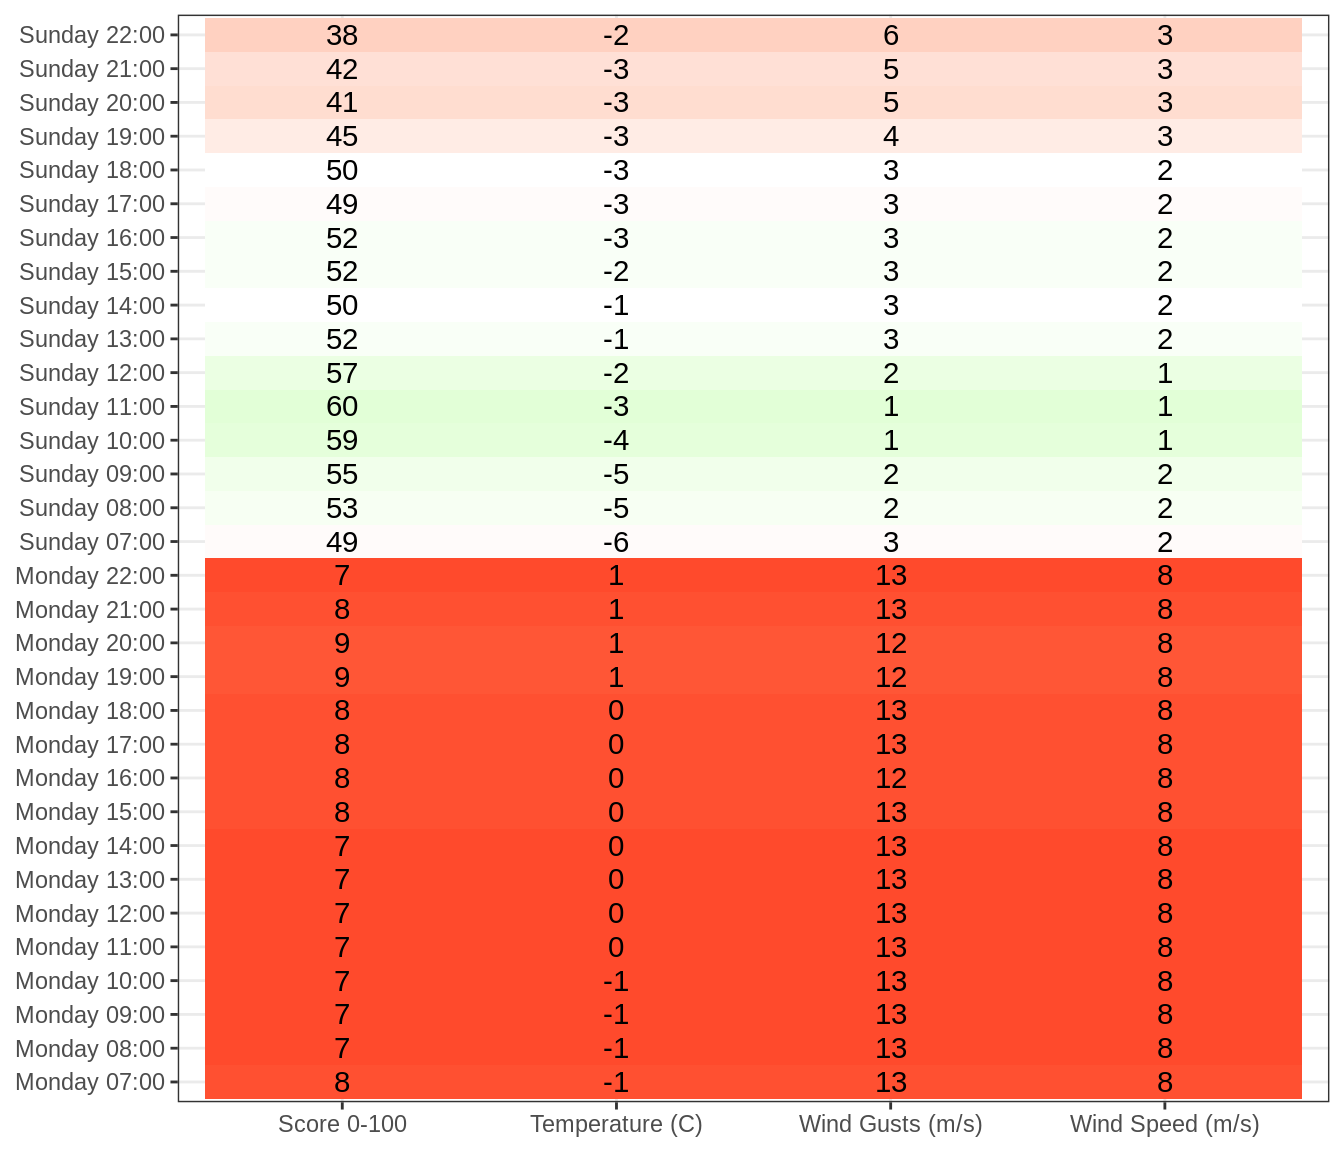 Sunday 22:00 38 -2 6 3
Sunday 21:00 42 -3 5 3
Sunday 20:00 41 -3 5 3
Sunday 19:00 45 -3 4 3
Sunday 18:00 50 -3 3 2
Sunday 17:00 49 -3 3 2
Sunday 16:00 52 -3 3 2
Sunday 15:00 52 -2 3 2
Sunday 14:00 50 -1 3 2
Sunday 13:00 52 -1 3 2
Sunday 12:00 57 -2 2 1
Sunday 11:00 60 -3 1 1
Sunday 10:00 59 -4 1 1
Sunday 09:00 55 -5 2 2
Sunday 08:00 53 -5 2 2
Sunday 07:00 49 -6 3 2
Monday 22:00 7 1 13 8
Monday 21:00 8 1 13 8
Monday 20:00 9 1 12 8
Monday 19:00 9 1 12 8
Monday 18:00 8 0 13 8
Monday 17:00 8 0 13 8
Monday 16:00 8 0 12 8
Monday 15:00 8 0 13 8
Monday 14:00 7 0 13 8
Monday 13:00 7 0 13 8
Monday 12:00 7 0 13 8
Monday 11:00 7 0 13 8
Monday 10:00 7 -1 13 8
Monday 09:00 7 -1 13 8
Monday 08:00 7 -1 13 8
Monday 07:00 8 -1 13 8
Score 0-100 Temperature (C) Wind Gusts (m/s) Wind Speed (m/s)